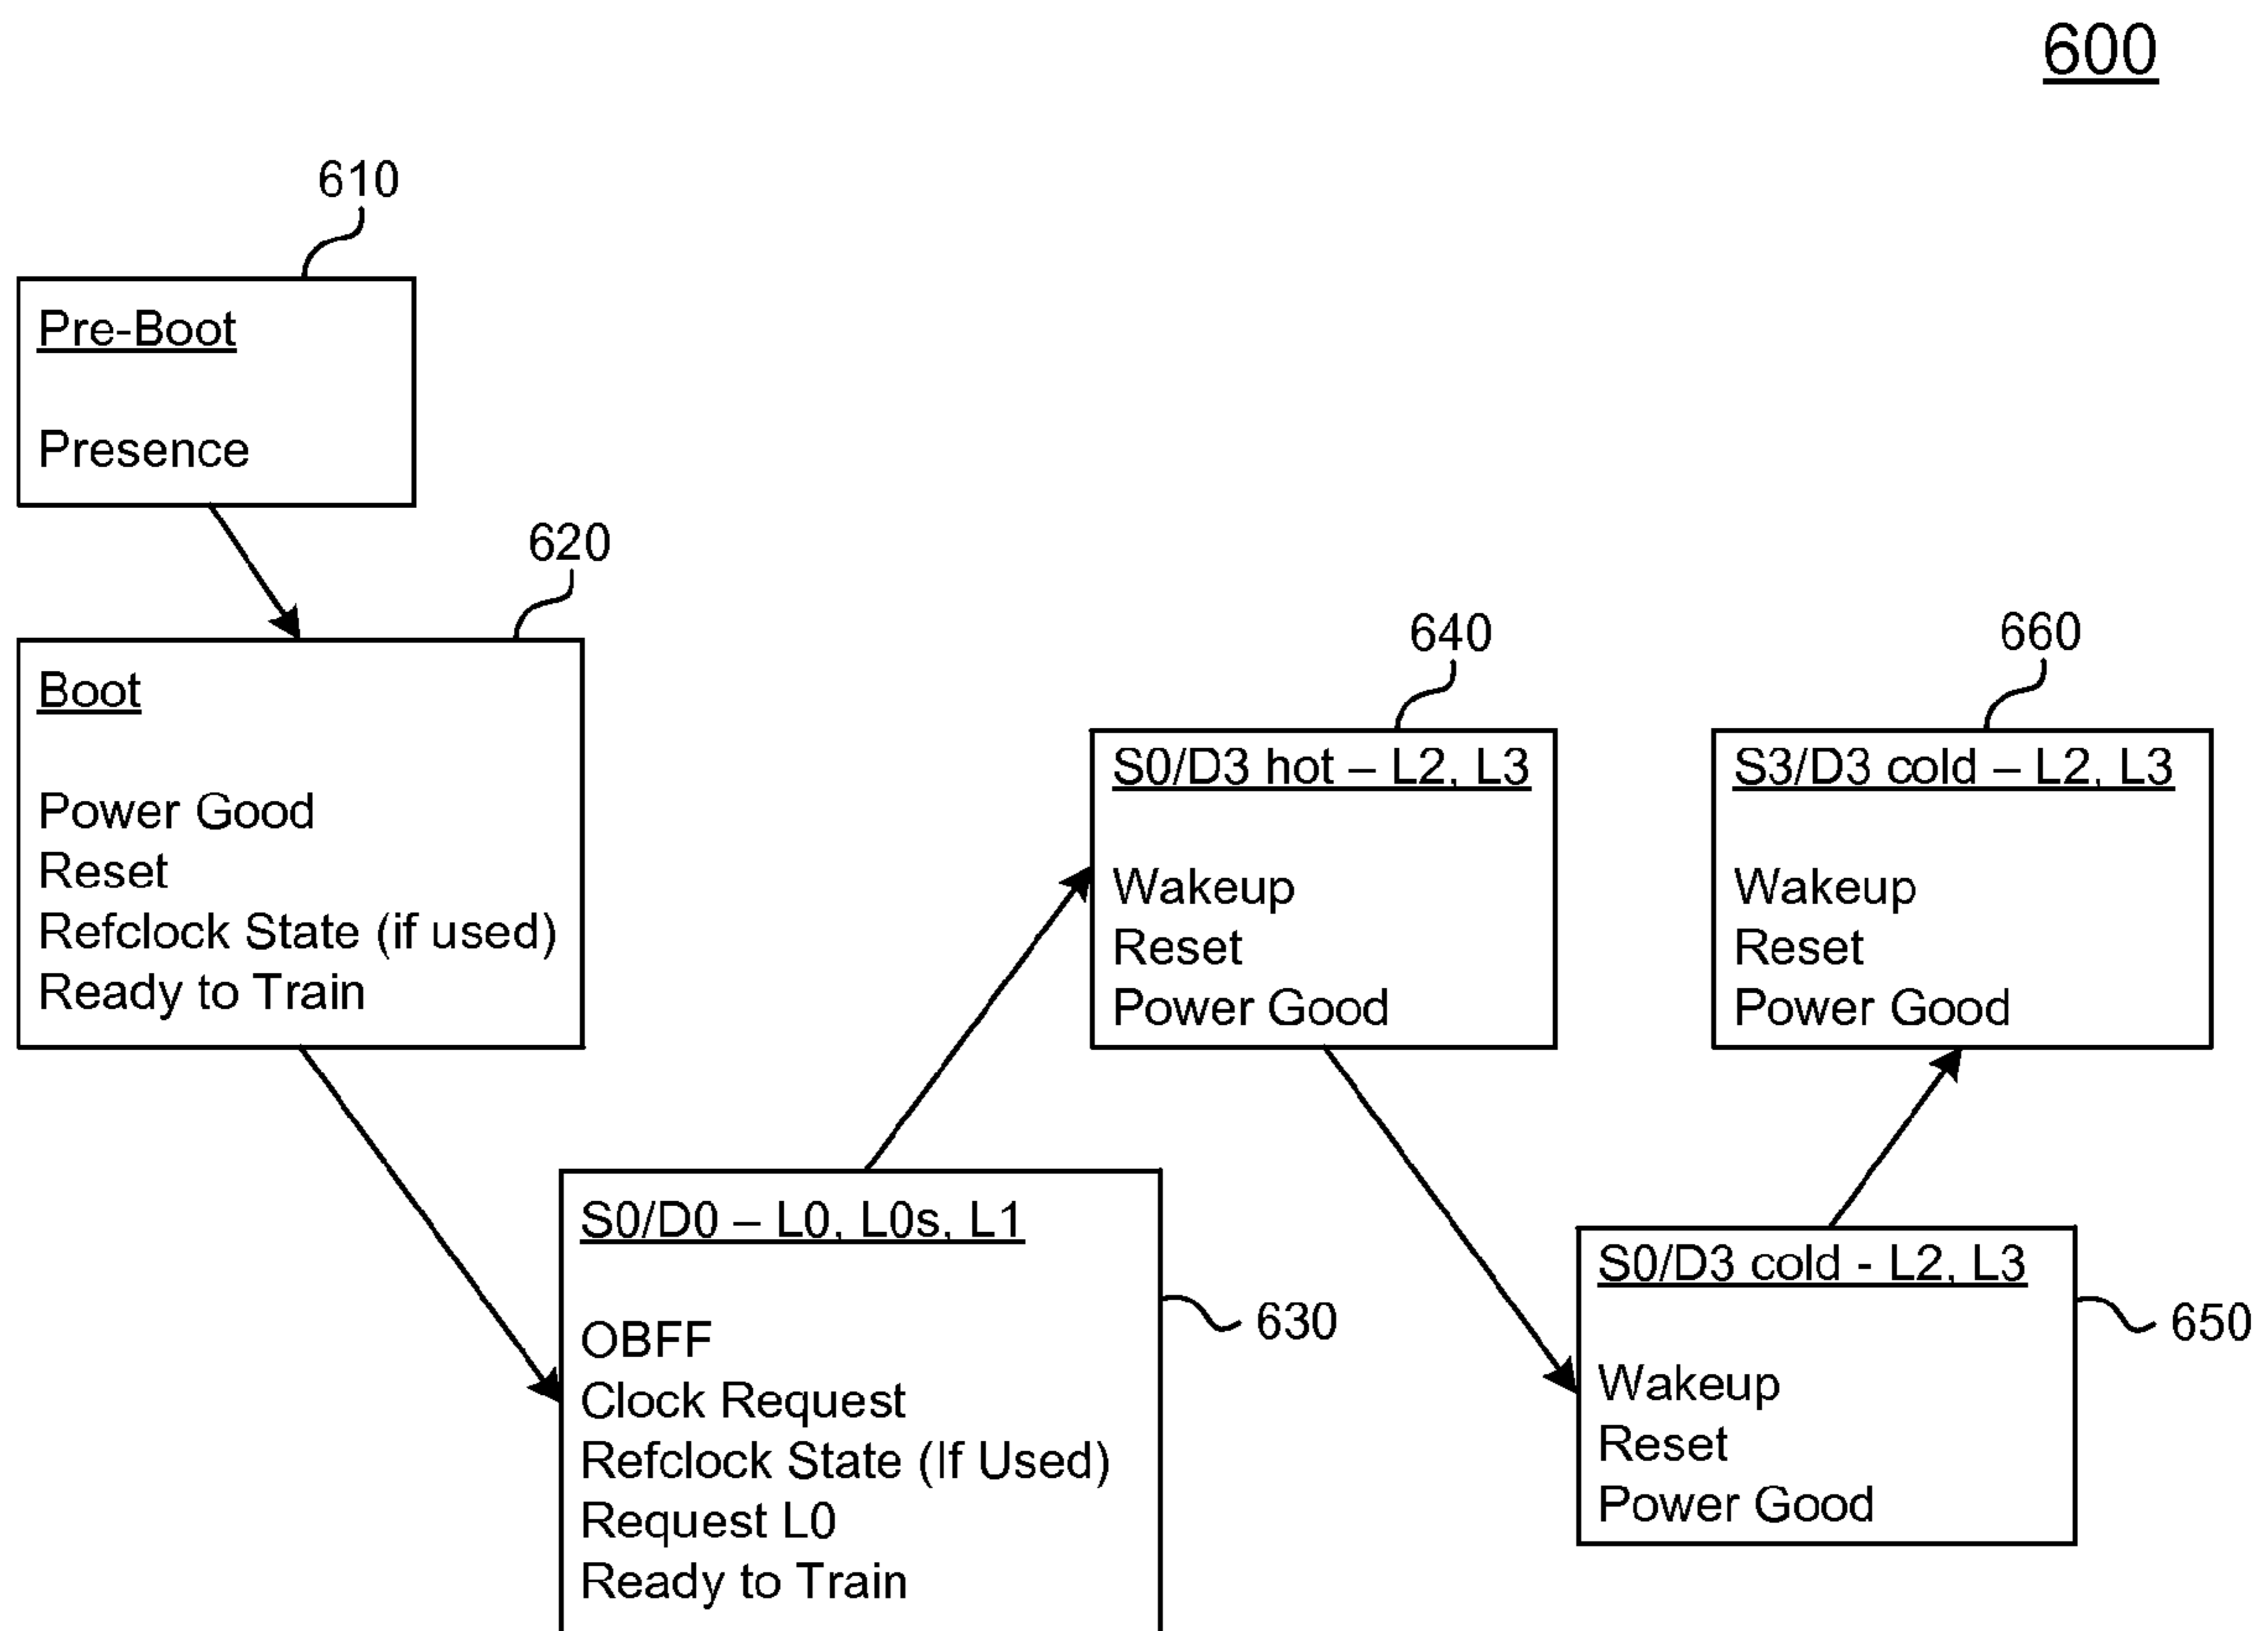 600
610
Pre-Boot
Presence
620
Boot
Power Good
Reset
Refclock State (if used)
Ready to Train
630
S0/D0 – L0, L0s, L1
OBFF
Clock Request
Refclock State (If Used)
Request L0
Ready to Train
640
S0/D3 hot – L2, L3
Wakeup
Reset
Power Good
650
S0/D3 cold - L2, L3
Wakeup
Reset
Power Good
660
S3/D3 cold – L2, L3
Wakeup
Reset
Power Good